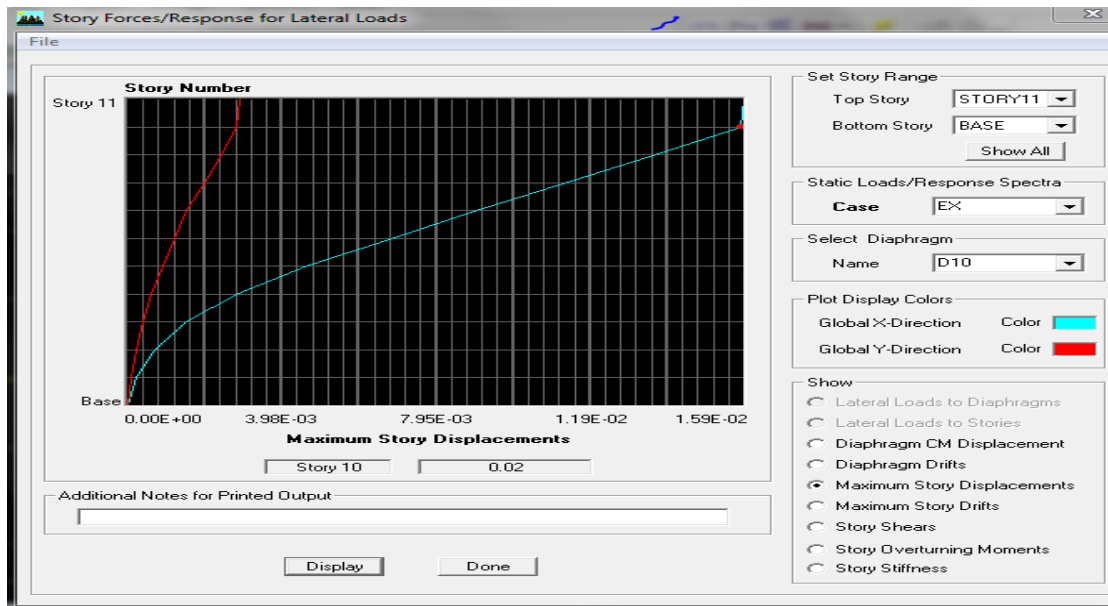 Story Forces/Response for Lateral Loads
File
Story Number
Story 11
Base
0.00E+00 3.98E-03 7.95E-03 1.19E-02 1.59E-02
Maximum Story Displacements
Story 10 0.02
Additional Notes for Printed Output
Display Done
Set Story Range
Top Story STORY11
Bottom Story BASE
Show All
Static Loads/Response Spectra
Case EX
Select Diaphragm
Name D10
Plot Display Colors
Global X-Direction Color
Global Y-Direction Color
Show
Lateral Loads to Diaphragms
Lateral Loads to Stories
Diaphragm CM Displacement
Diaphragm Drifts
Maximum Story Displacements
Maximum Story Drifts
Story Shears
Story Overturning Moments
Story Stiffness